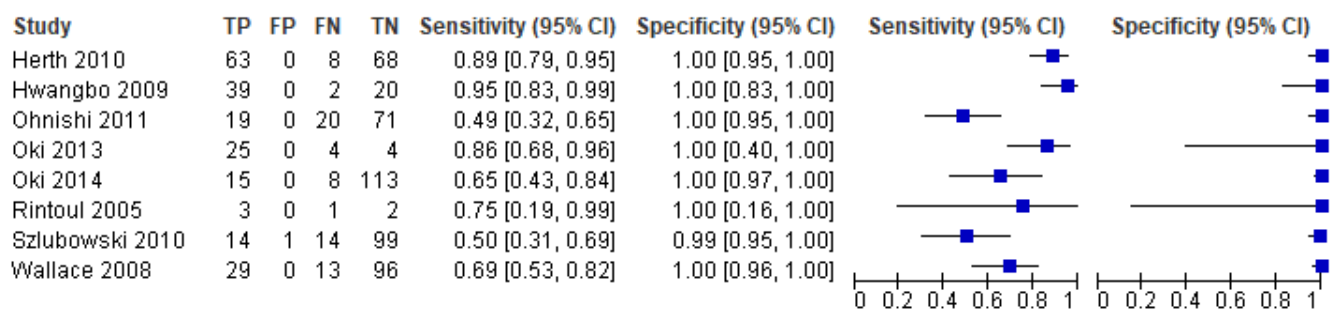 Study TP FP FN TN Sensitivity (95% CI) Specificity (95% CI) Sensitivity (95% CI) Specificity (95% CI)
Herth 2010 63 0 8 68 0.89 [0.79, 0.95] 1.00 [0.95, 1.00]
Hwangbo 2009 39 0 2 20 0.95 [0.83, 0.99] 1.00 [0.83, 1.00]
Ohnishi 2011 19 0 20 71 0.49 [0.32, 0.65] 1.00 [0.95, 1.00]
Oki 2013 25 0 4 4 0.86 [0.68, 0.96] 1.00 [0.40, 1.00]
Oki 2014 15 0 8 113 0.65 [0.43, 0.84] 1.00 [0.97, 1.00]
Rintoul 2005 3 0 1 2 0.75 [0.19, 0.99] 1.00 [0.16, 1.00]
Szlubowski 2010 14 1 14 99 0.50 [0.31, 0.69] 0.99 [0.95, 1.00]
Wallace 2008 29 0 13 96 0.69 [0.53, 0.82] 1.00 [0.96, 1.00]
0 0.2 0.4 0.6 0.8 1 0 0.2 0.4 0.6 0.8 1